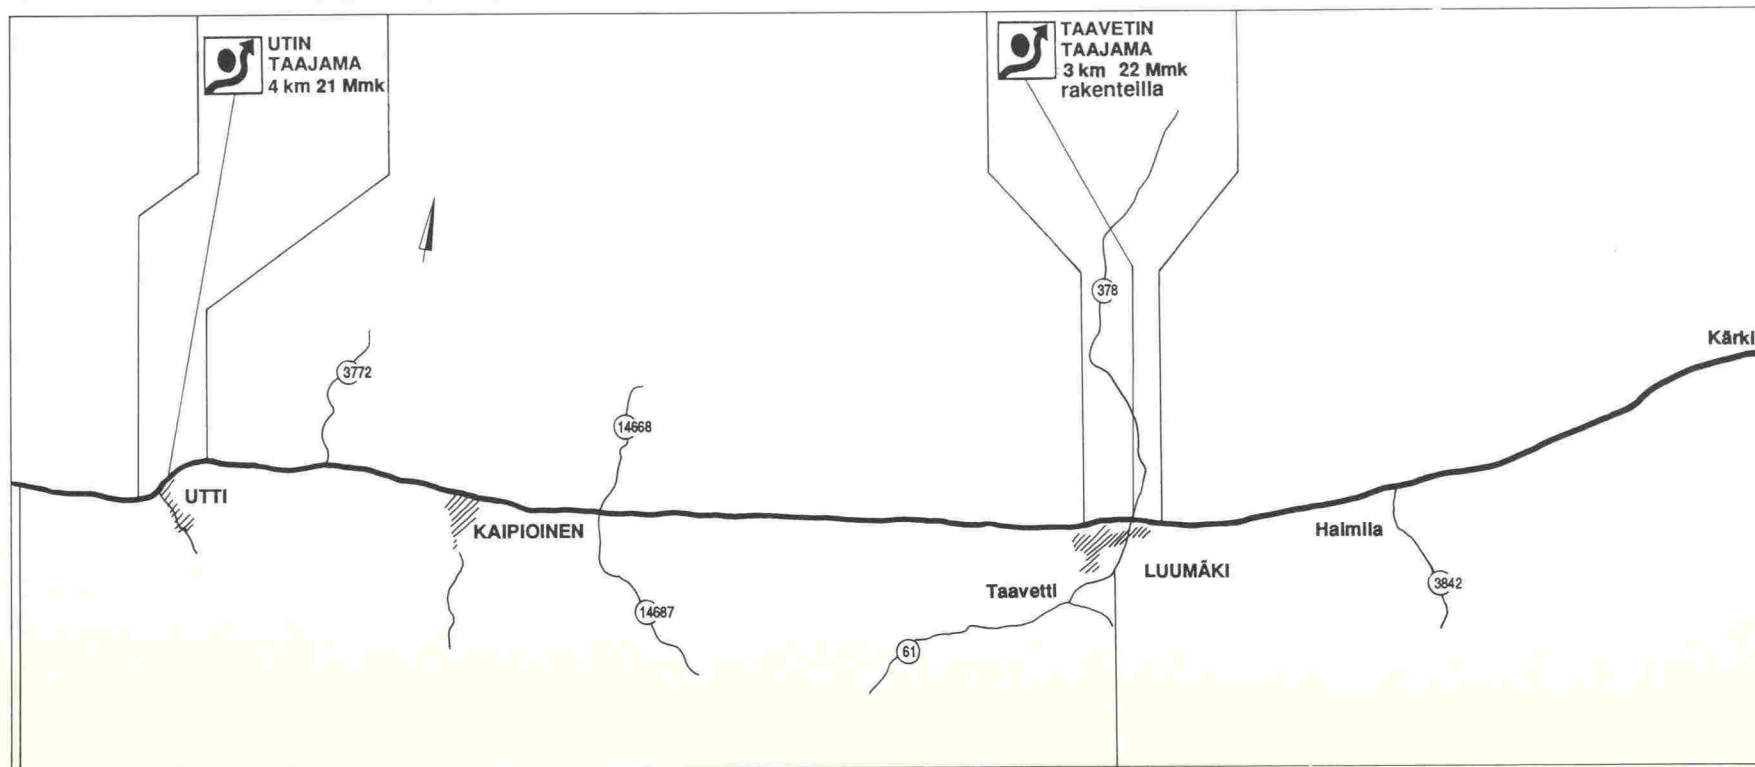 UTIN
TAAJAMA
4 km 21 Mmk
TAAVETIN
TAAJAMA
3 km 22 Mmk
rakenteilla
378
Kärki
3772
14668
UTTI
KAIPIOINEN
Haimila
LUUMÄKI
Taavetti
3842
14687
61